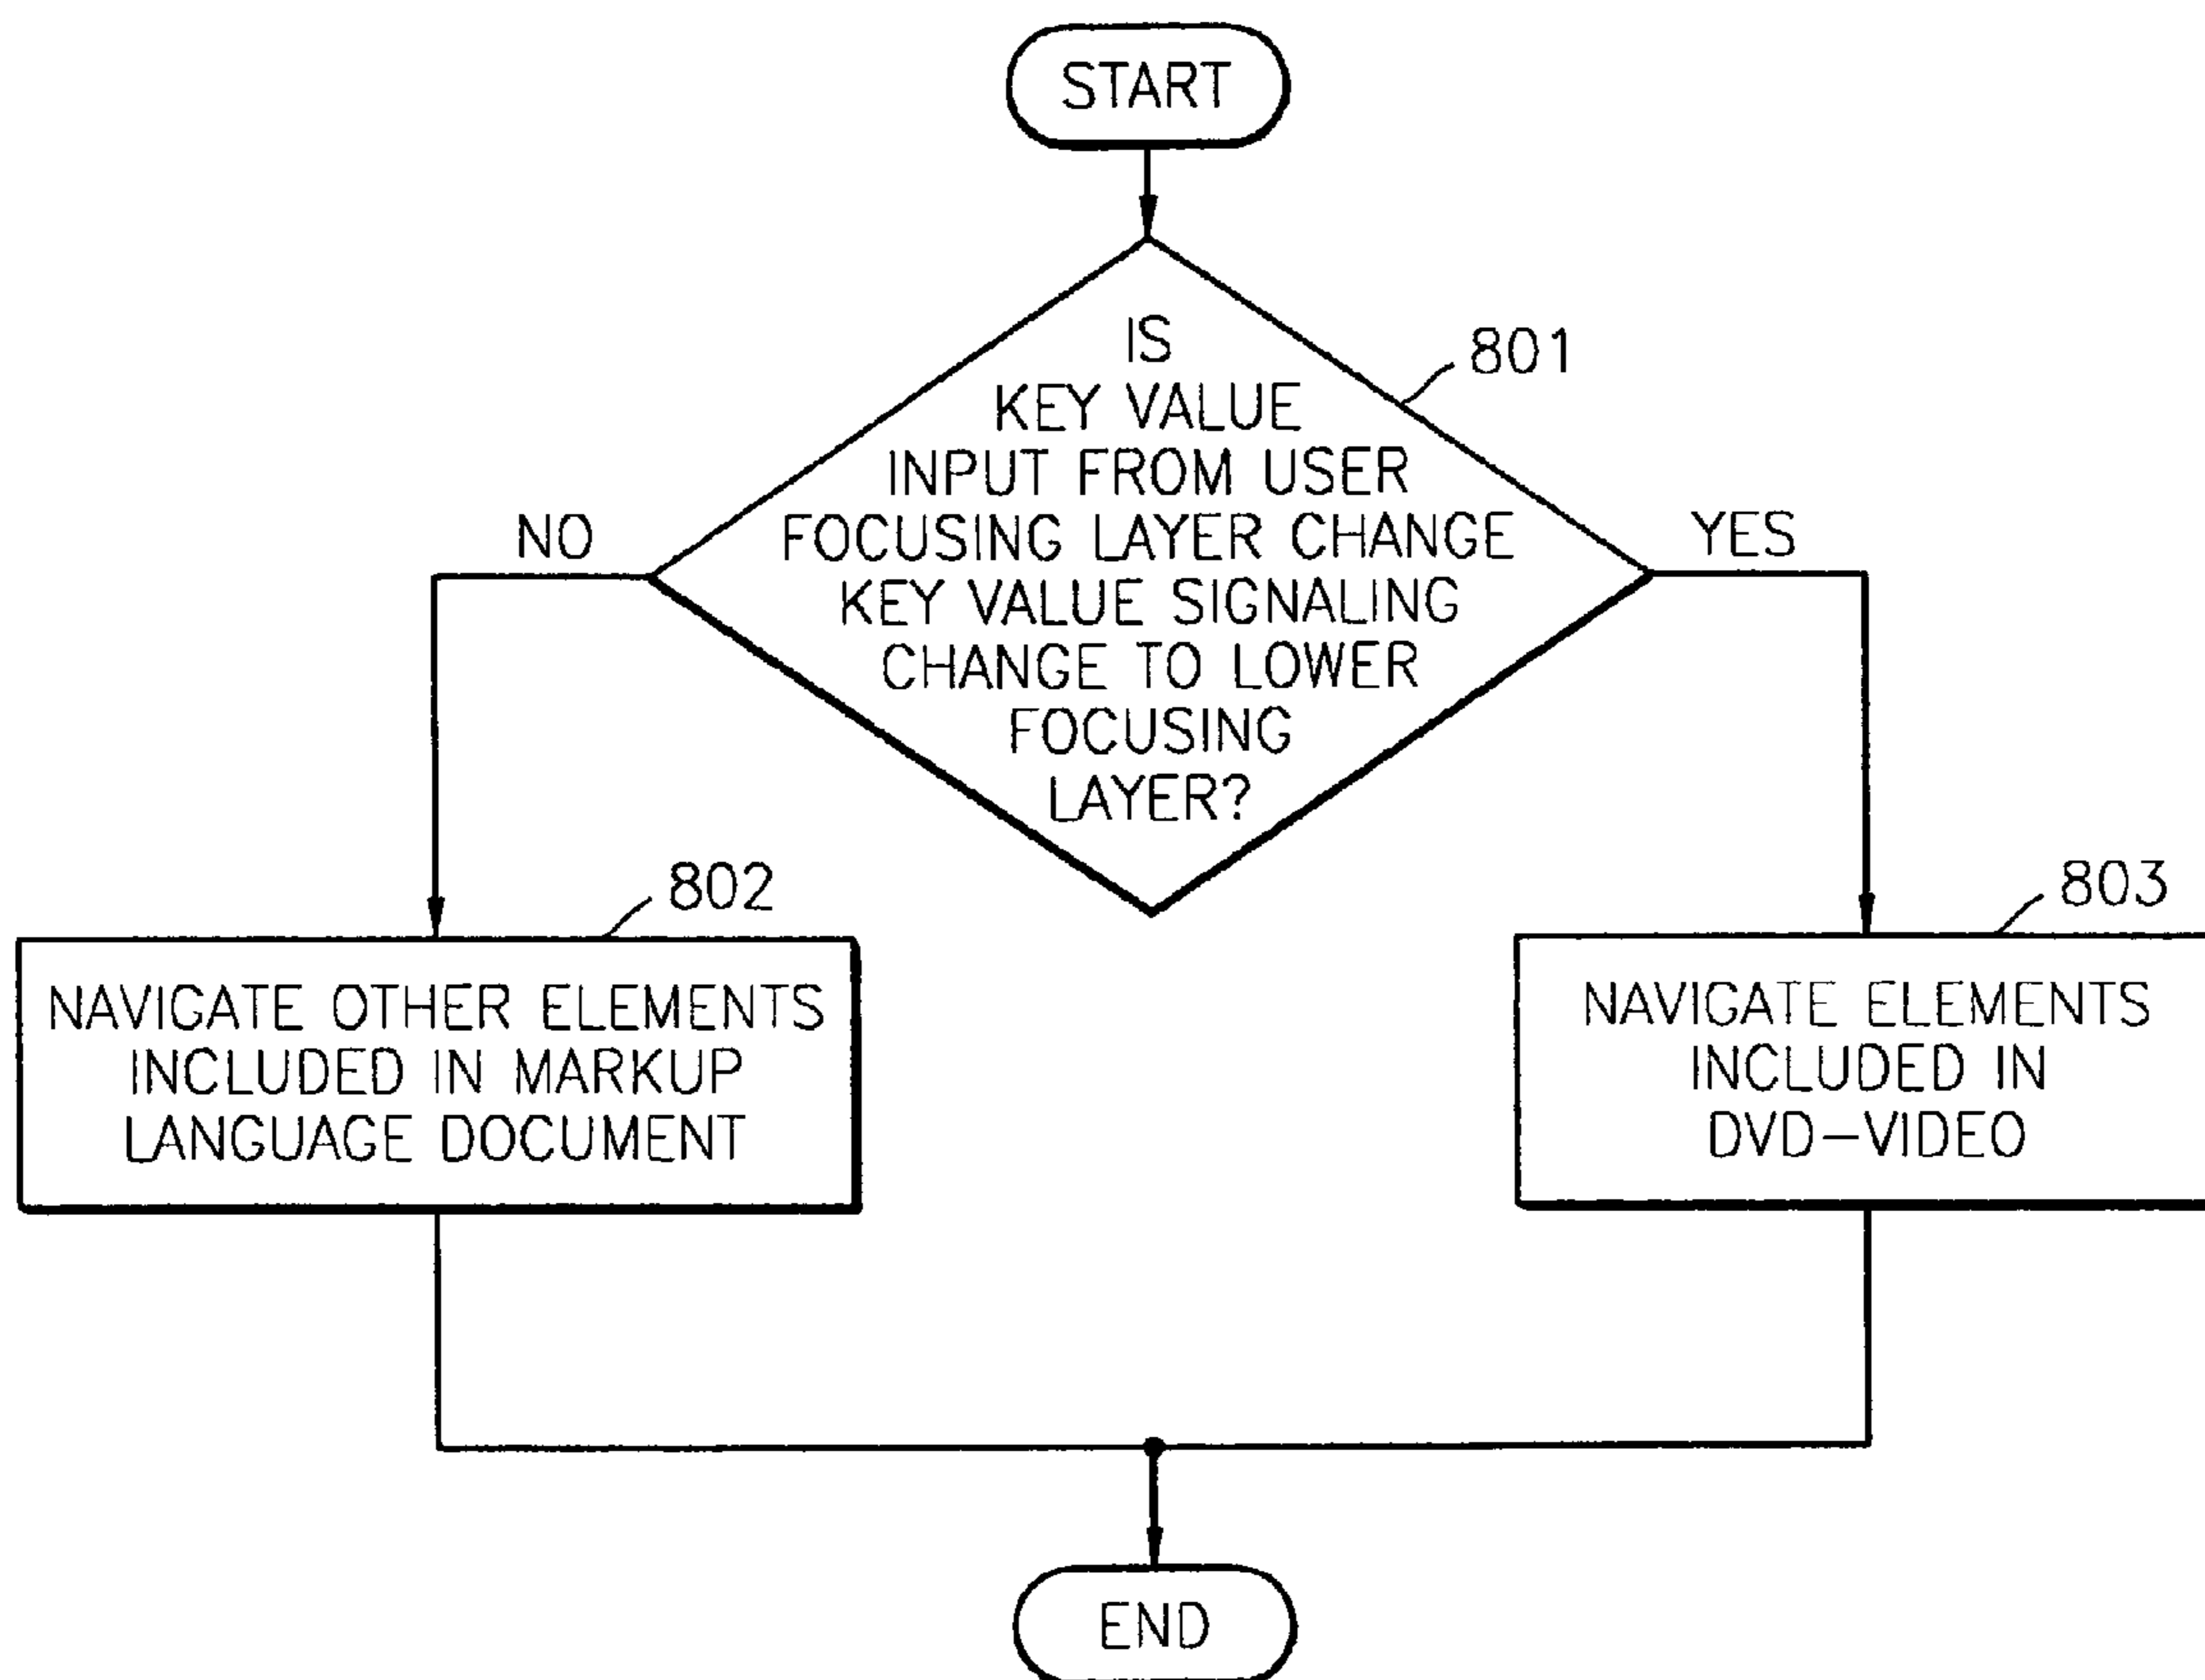 START
IS
KEY VALUE
INPUT FROM USER
FOCUSING LAYER CHANGE
KEY VALUE SIGNALING
CHANGE TO LOWER
FOCUSING
LAYER?
801
NO
YES
802
NAVIGATE OTHER ELEMENTS
INCLUDED IN MARKUP
LANGUAGE DOCUMENT
803
NAVIGATE ELEMENTS
INCLUDED IN
DVD-VIDEO
END